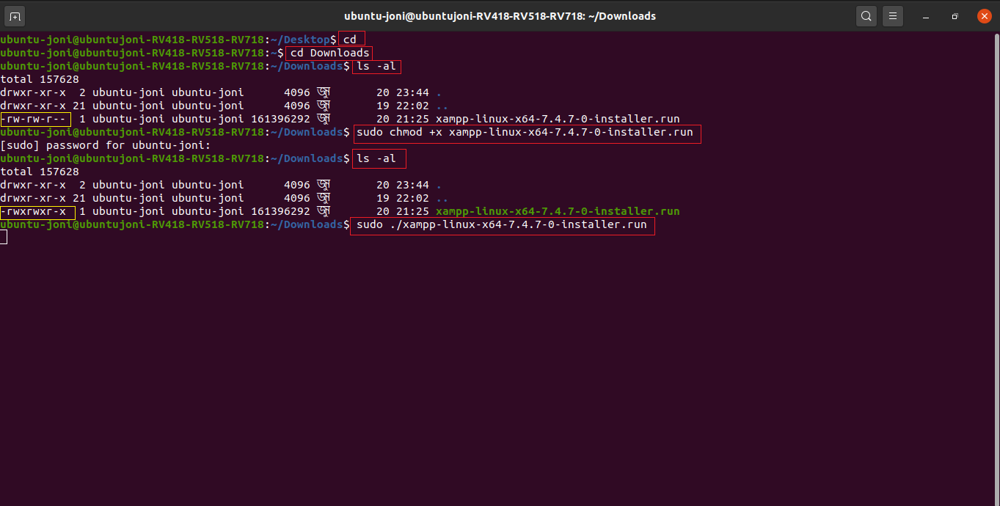 ubuntu-joni@ubuntujoni-RV418-RV518-RV718: ~/Downloads
ubuntu-joni@ubuntujoni-RV418-RV518-RV718:~/Desktop$ cd
ubuntu-joni@ubuntujoni-RV418-RV518-RV718:~$ cd Downloads
ubuntu-joni@ubuntujoni-RV418-RV518-RV718:~/Downloads$ ls -al
total 157628
drwxr-xr-x  2 ubuntu-joni ubuntu-joni      4096 জুন       20 23:44 .
drwxr-xr-x 21 ubuntu-joni ubuntu-joni      4096 জুন       19 22:02 ..
-rw-rw-r--  1 ubuntu-joni ubuntu-joni 161396292 জুন       20 21:25 xampp-linux-x64-7.4.7-0-installer.run
ubuntu-joni@ubuntujoni-RV418-RV518-RV718:~/Downloads$ sudo chmod +x xampp-linux-x64-7.4.7-0-installer.run
[sudo] password for ubuntu-joni:
ubuntu-joni@ubuntujoni-RV418-RV518-RV718:~/Downloads$ ls -al
total 157628
drwxr-xr-x  2 ubuntu-joni ubuntu-joni      4096 জুন       20 23:44 .
drwxr-xr-x 21 ubuntu-joni ubuntu-joni      4096 জুন       19 22:02 ..
-rwxrwxr-x  1 ubuntu-joni ubuntu-joni 161396292 জুন       20 21:25 xampp-linux-x64-7.4.7-0-installer.run
ubuntu-joni@ubuntujoni-RV418-RV518-RV718:~/Downloads$ sudo ./xampp-linux-x64-7.4.7-0-installer.run